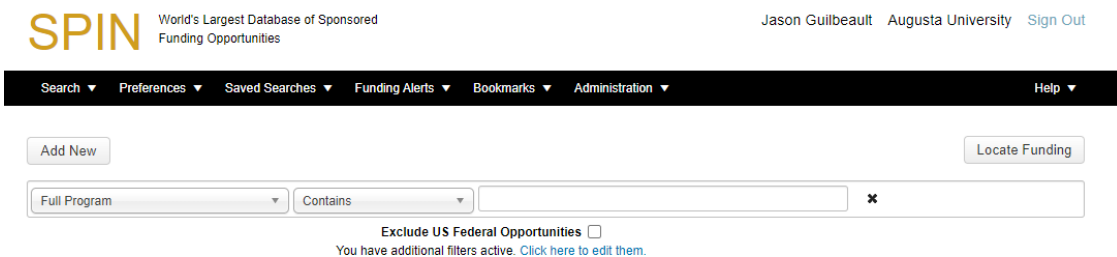 SPIN
World's Largest Database of Sponsored
Funding Opportunities
Jason Guilbeault Augusta University Sign Out
Search ▼ Preferences ▼ Saved Searches ▼ Funding Alerts ▼ Bookmarks ▼ Administration ▼ Help ▼
Add New Locate Funding
Full Program ▼ Contains ▼ ✖
Exclude US Federal Opportunities
You have additional filters active. Click here to edit them.